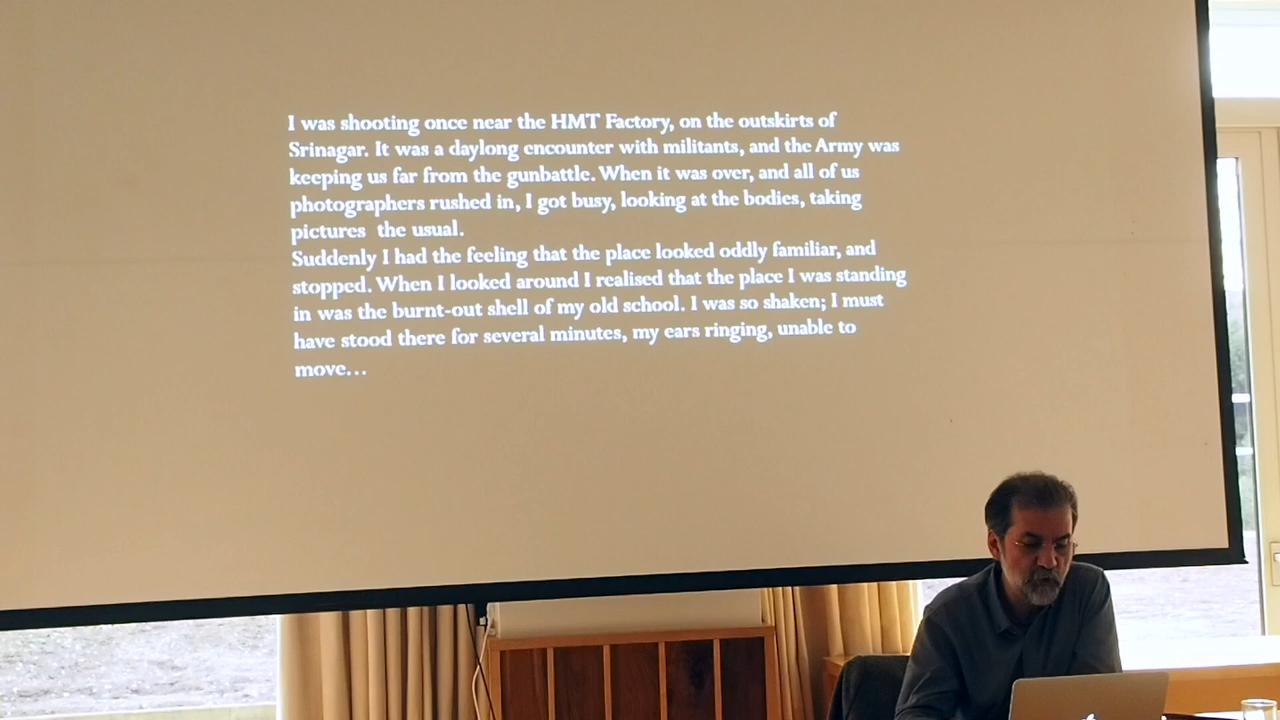 I was shooting once near the HMT Factory, on the outskirts of
Srinagar. It was a daylong encounter with militants, and the Army was
keeping us far from the gunbattle. When it was over, and all of us
photographers rushed in, I got busy, looking at the bodies, taking
pictures  the usual.
Suddenly I had the feeling that the place looked oddly familiar, and
stopped. When I looked around I realised that the place I was standing
in was the burnt-out shell of my old school. I was so shaken; I must
have stood there for several minutes, my ears ringing, unable to
move...